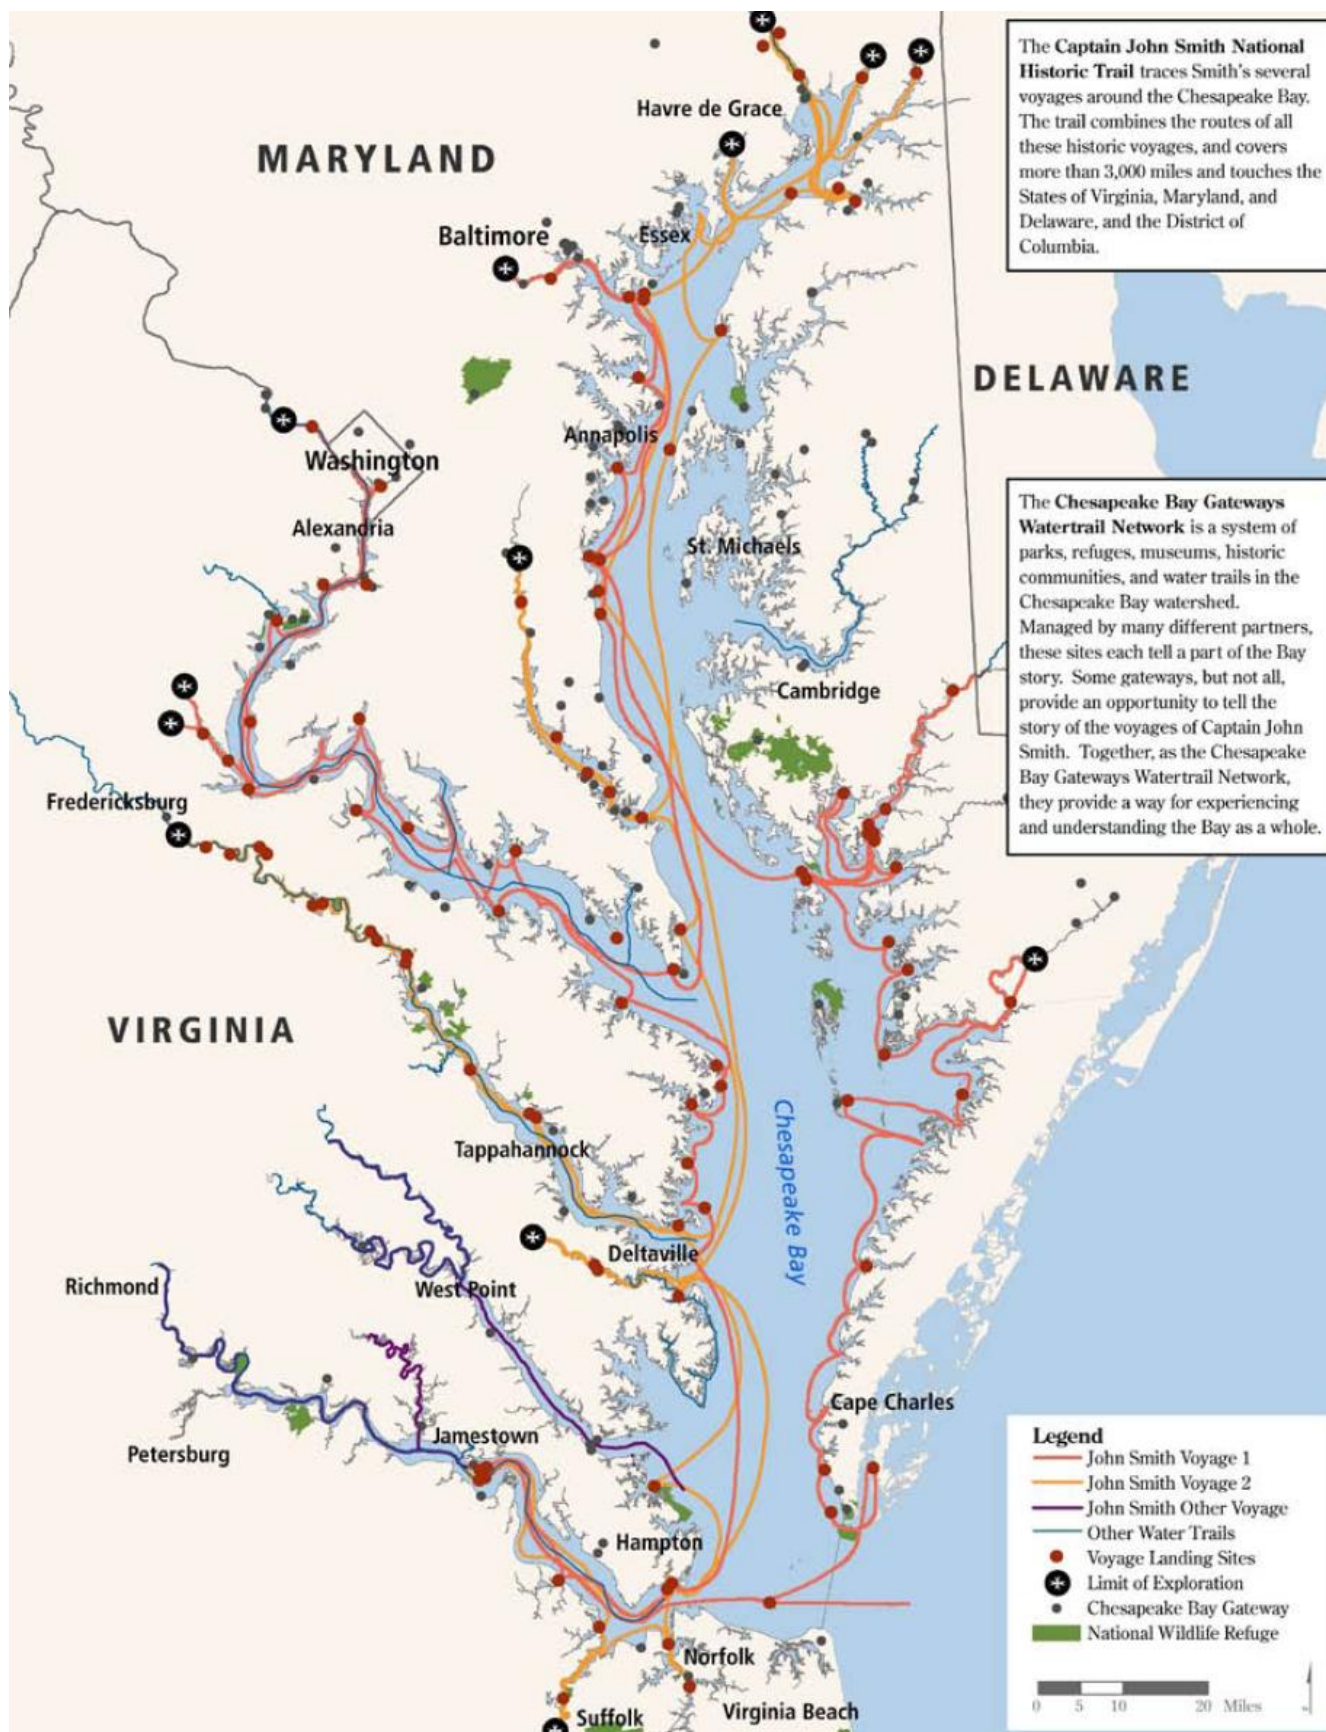 The Captain John Smith National
Historic Trail traces Smith's several
voyages around the Chesapeake Bay.
The trail combines the routes of all
these historic voyages, and covers
more than 3,000 miles and touches the
States of Virginia, Maryland, and
Delaware, and the District of
Columbia.
Havre de Grace
MARYLAND
Baltimore
Essex
DELAWARE
Annapolis
Washington
Alexandria
St. Michaels
The Chesapeake Bay Gateways
Watertrail Network is a system of
parks, refuges, museums, historic
communities, and water trails in the
Chesapeake Bay watershed.
Managed by many different partners,
these sites each tell a part of the Bay
story. Some gateways, but not all,
provide an opportunity to tell the
story of the voyages of Captain John
Smith. Together, as the Chesapeake
Bay Gateways Watertrail Network,
they provide a way for experiencing
and understanding the Bay as a whole.
Cambridge
Fredericksburg
VIRGINIA
Chesapeake Bay
Tappahannock
Deltaville
Richmond
West Point
Cape Charles
Jamestown
Petersburg
Hampton
Norfolk
Suffolk
Virginia Beach
Legend
John Smith Voyage 1
John Smith Voyage 2
John Smith Other Voyage
Other Water Trails
Voyage Landing Sites
Limit of Exploration
Chesapeake Bay Gateway
National Wildlife Refuge
0 5 10 20 Miles